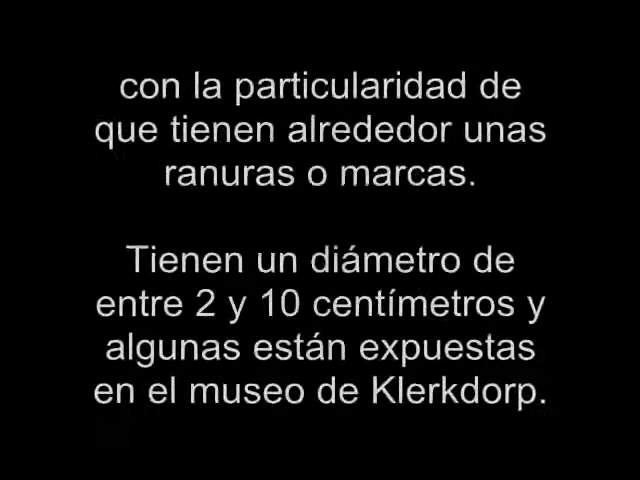 con la particularidad de
que tienen alrededor unas
ranuras o marcas.
Tienen un diámetro de
entre 2 y 10 centímetros y
algunas están expuestas
en el museo de Klerkdorp.